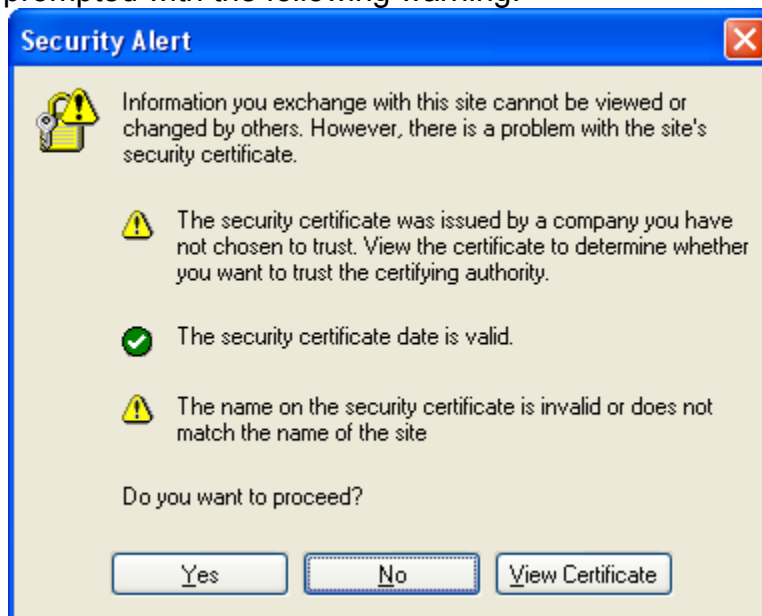 prompted with the following warning:
Security Alert
Information you exchange with this site cannot be viewed or
changed by others. However, there is a problem with the site's
security certificate.
The security certificate was issued by a company you have
not chosen to trust. View the certificate to determine whether
you want to trust the certifying authority.
The security certificate date is valid.
The name on the security certificate is invalid or does not
match the name of the site
Do you want to proceed?
Yes No View Certificate